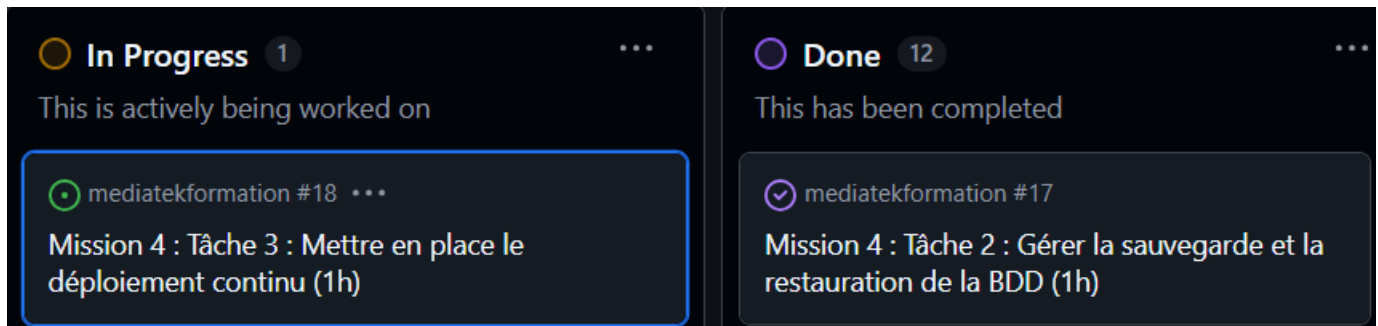 In Progress 1
This is actively being worked on
mediatekformation #18
Mission 4 : Tâche 3 : Mettre en place le
déploiement continu (1h)
Done 12
This has been completed
mediatekformation #17
Mission 4 : Tâche 2 : Gérer la sauvegarde et la
restauration de la BDD (1h)